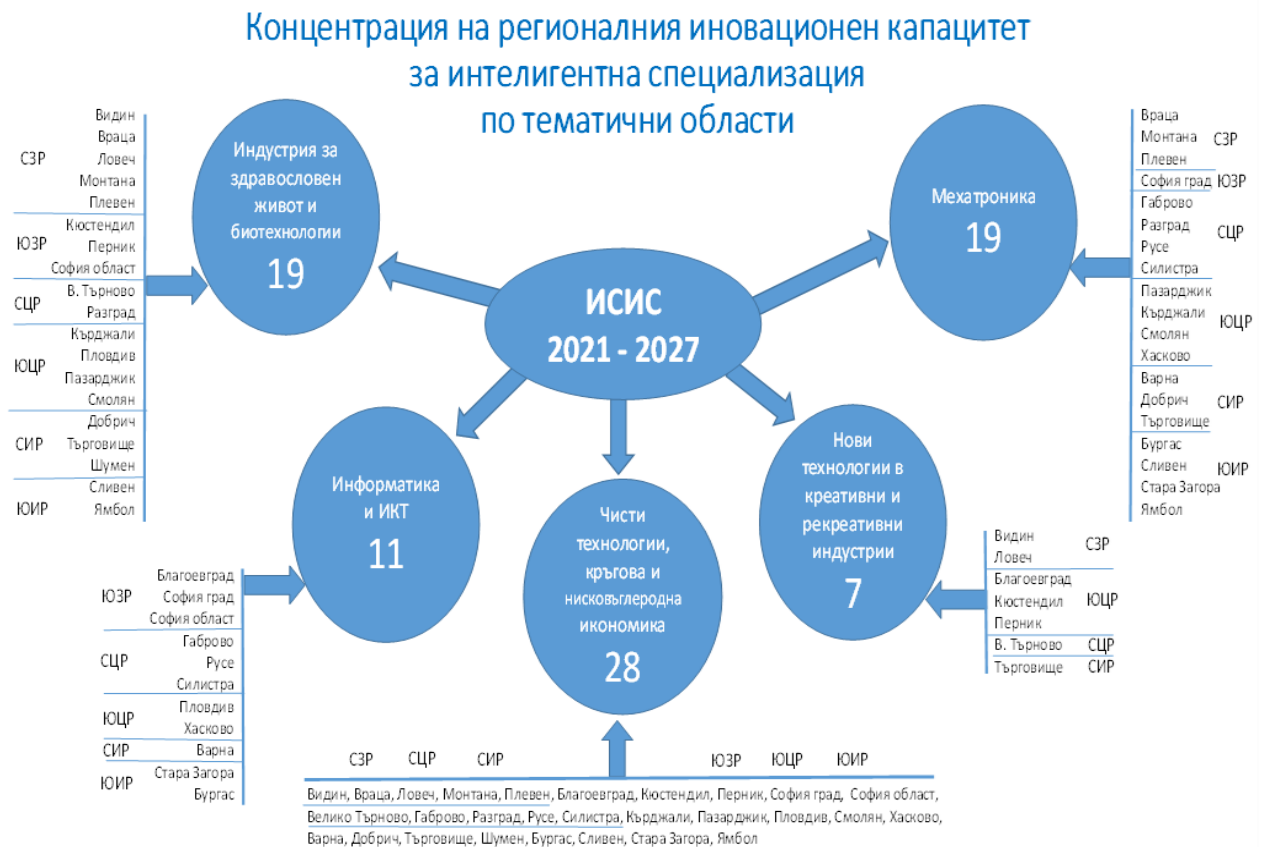 Концентрация на регионалния иновационен капацитет
за интелигентна специализация
по тематични области
СЗР
Видин
Враца
Ловеч
Монтана
Плевен
ЮЗР
Кюстендил
Перник
София област
СЦР
В. Търново
Разград
ЮЦР
Кърджали
Пловдив
Пазарджик
Смолян
СИР
Добрич
Търговище
Шумен
ЮИР
Сливен
Ямбол
Индустрия за
здравословен
живот и
биотехнологии
19
ИСИС
2021 - 2027
Мехатроника
19
Враца
Монтана
Плевен
СЗР
София град
ЮЗР
Габрово
Разград
Русе
Силистра
СЦР
Пазарджик
Кърджали
Смолян
Хасково
ЮЦР
Варна
Добрич
Търговище
СИР
Бургас
Сливен
Стара Загора
Ямбол
ЮИР
Информатика
и ИКТ
11
ЮЗР
Благоевград
София град
София област
СЦР
Габрово
Русе
Силистра
ЮЦР
Пловдив
Хасково
СИР
Варна
ЮИР
Стара Загора
Бургас
Чисти
технологии,
кръгова и
нисковъглеродна
икономика
28
Нови
технологии в
креативни и
рекреативни
индустрии
7
Видин
Ловеч
СЗР
Благоевград
Кюстендил
Перник
ЮЦР
В. Търново
СЦР
Търговище
СИР
СЗР СЦР СИР ЮЗР ЮЦР ЮИР
Видин, Враца, Ловеч, Монтана, Плевен, Благоевград, Кюстендил, Перник, София град, София област,
Велико Търново, Габрово, Разград, Русе, Силистра, Кърджали, Пазарджик, Пловдив, Смолян, Хасково,
Варна, Добрич, Търговище, Шумен, Бургас, Сливен, Стара Загора, Ямбол